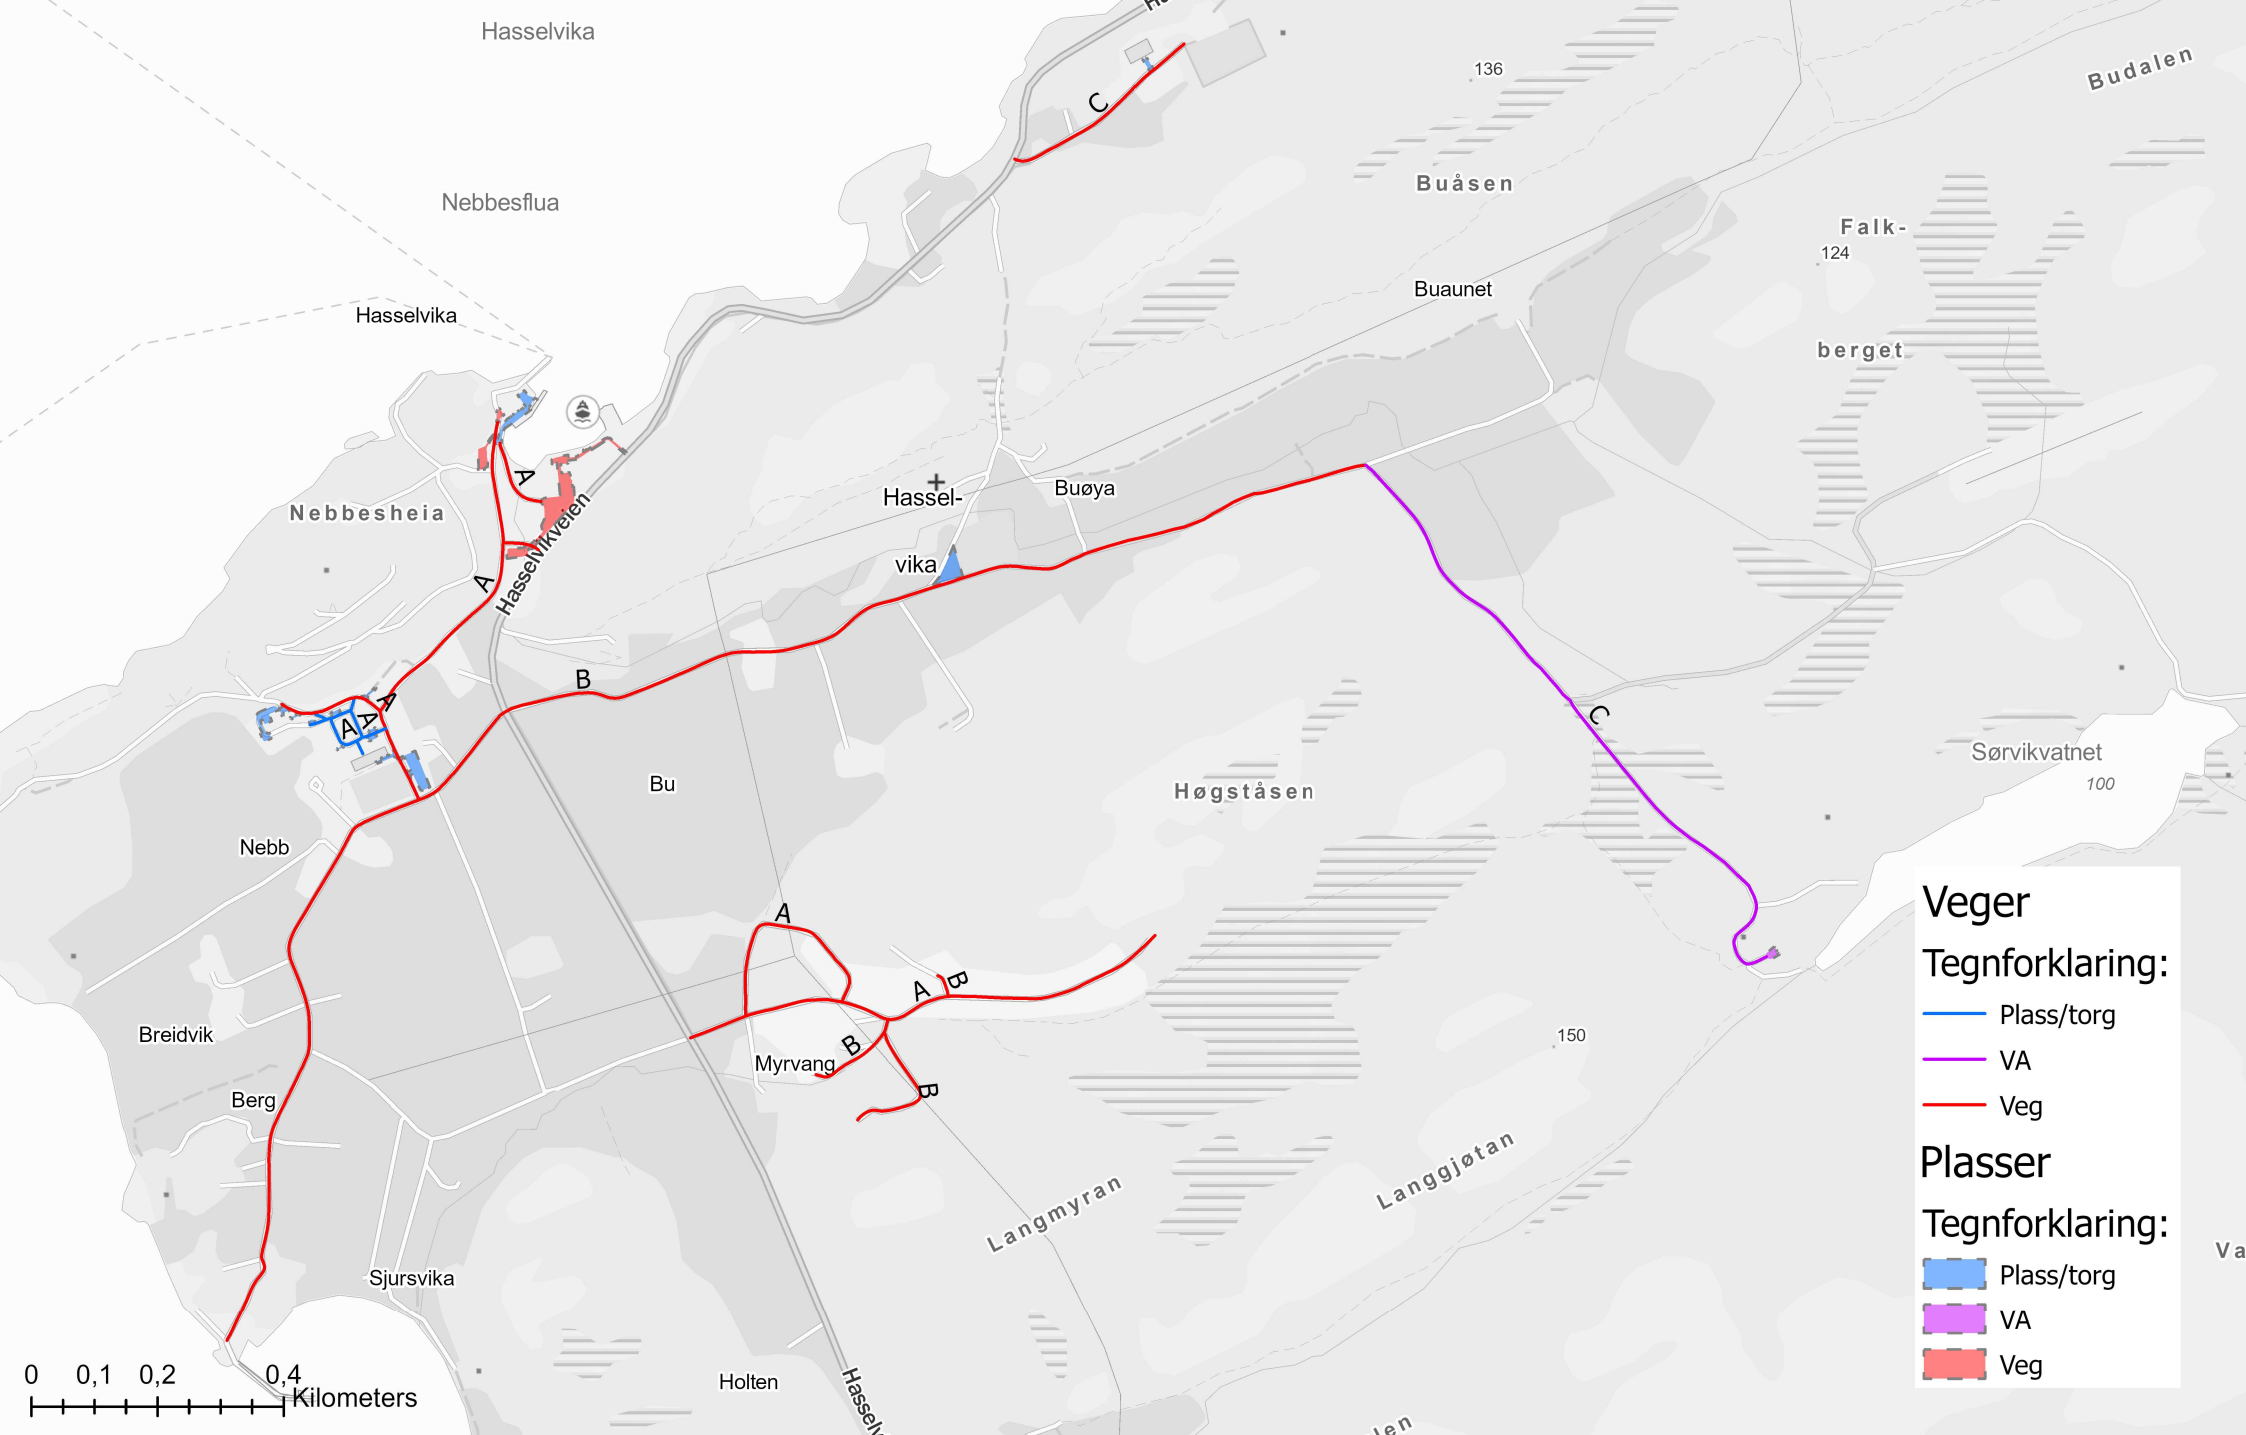 Hasselvika
136
Budalen
C
Buåsen
Nebbesflua
Falk-
124
Buaunet
Hasselvika
berget
A
Hassel-
Buøya
Nebbesheia
Hasselvikveien
vika
A
B
A
A
A
C
Sørvikvatnet
100
Bu
Høgståsen
Nebb
A
B
A
Breidvik
B
Myrvang
150
Berg
B
Langgjøtan
Langmyran
Sjursvika
Holten
Veger
Tegnforklaring:
Plass/torg
VA
Veg
Plasser
Tegnforklaring:
Plass/torg
VA
Veg
0 0,1 0,2 0,4
Kilometers